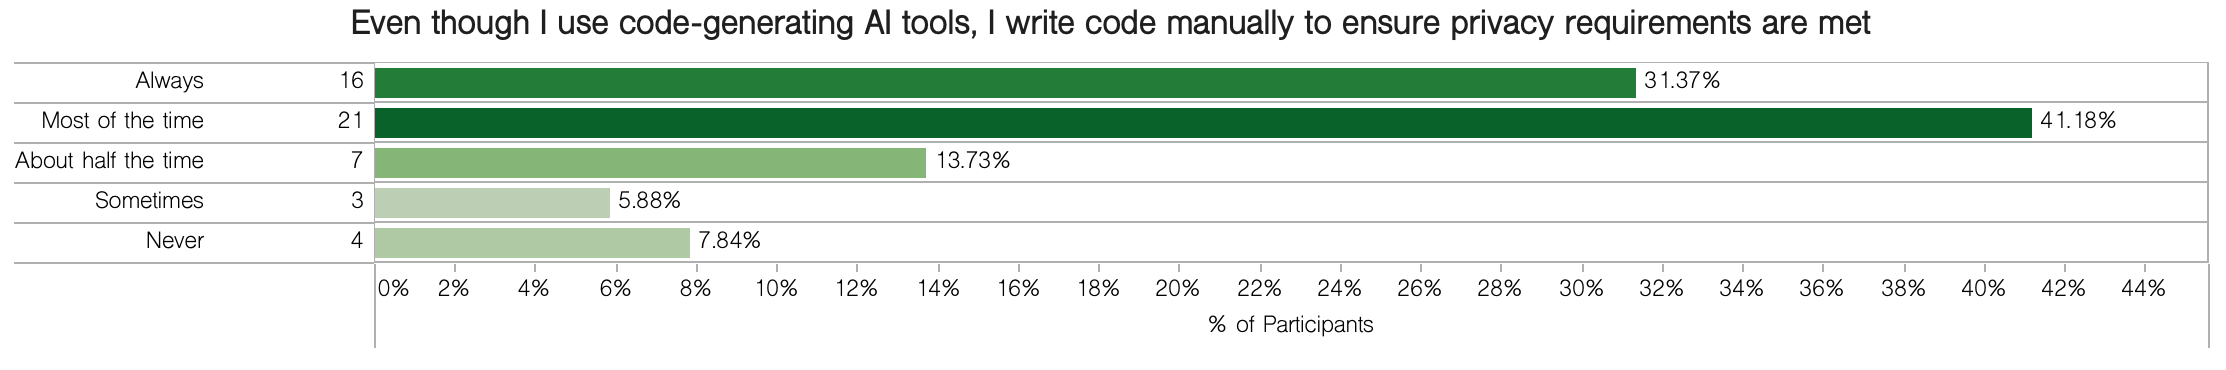 Even though I use code-generating AI tools, I write code manually to ensure privacy requirements are met
Always 16 31.37%
Most of the time 21 41.18%
About half the time 7 13.73%
Sometimes 3 5.88%
Never 4 7.84%
0% 2% 4% 6% 8% 10% 12% 14% 16% 18% 20% 22% 24% 26% 28% 30% 32% 34% 36% 38% 40% 42% 44%
% of Participants